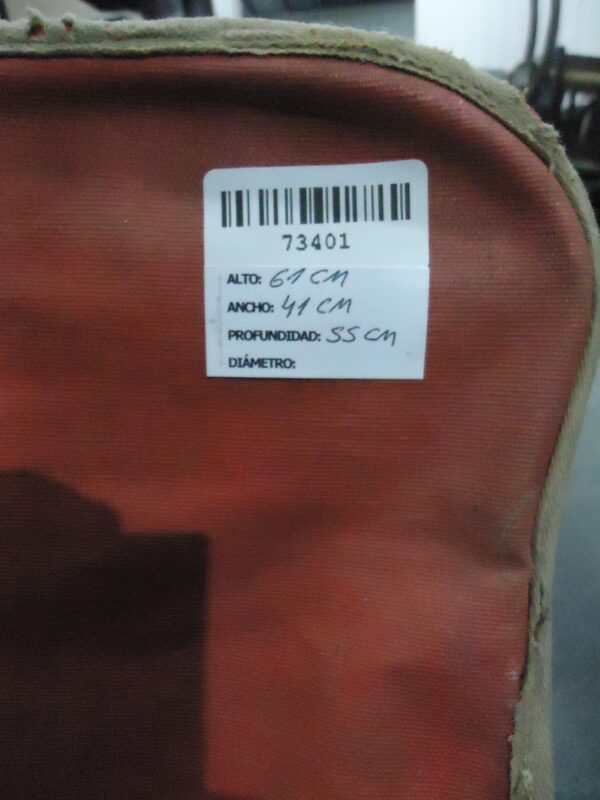 73401
ALTO: 61 CM
ANCHO: 41 CM
PROFUNDIDAD: 55 CM
DIÁMETRO: